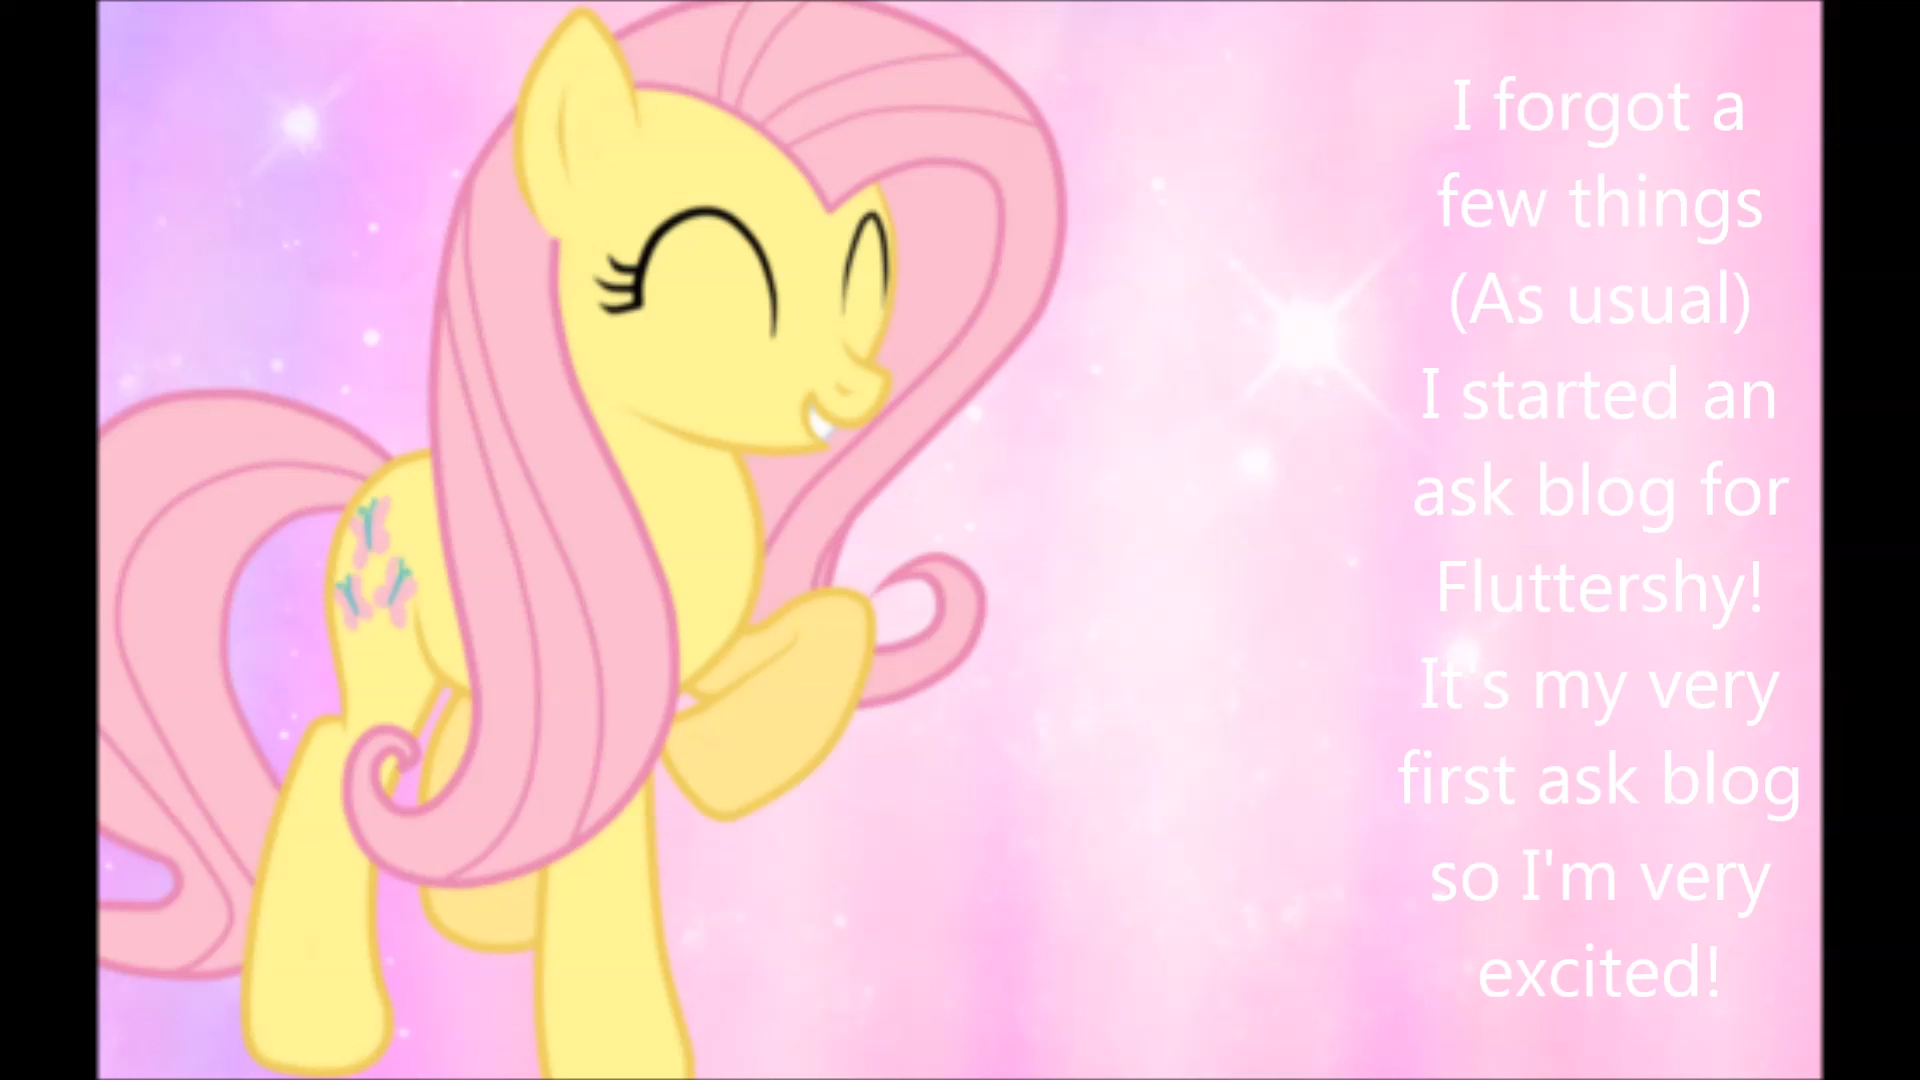 I forgot a
few things
(As usual)
I started an
ask blog for
Fluttershy!
It's my very
first ask blog
so I'm very
excited!